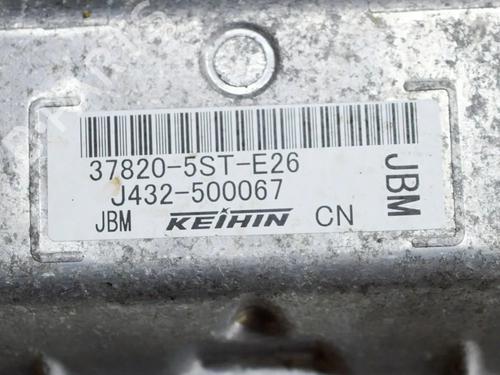 37820-5ST-E26
J432-500067
JBM KEIHIN CN
JBM